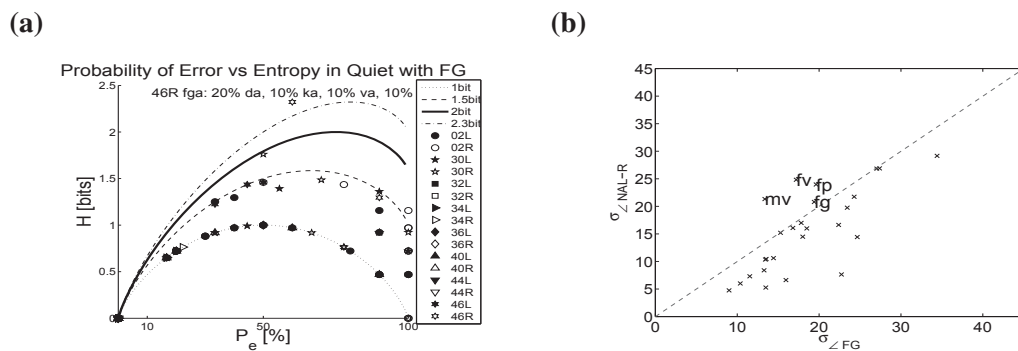 (a)
(b)
Probability of Error vs Entropy in Quiet with FG
46R fga: 20% da, 10% ka, 10% va, 10%
2.5
2
1.5
1
0.5
0
H [bits]
10
50
100
P_e [%]
1bit
1.5bit
2bit
2.3bit
02L
02R
30L
30R
32L
32R
34L
34R
36L
36R
40L
40R
44L
44R
46L
46R
45
40
35
30
25
20
15
10
5
0
σ∠NAL−R
fv
fp
mv
fg
0
10
20
30
40
σ∠FG